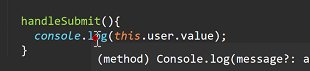 handleSubmit(){
console.log(this.user.value);
}
(method) Console.log(message?: a